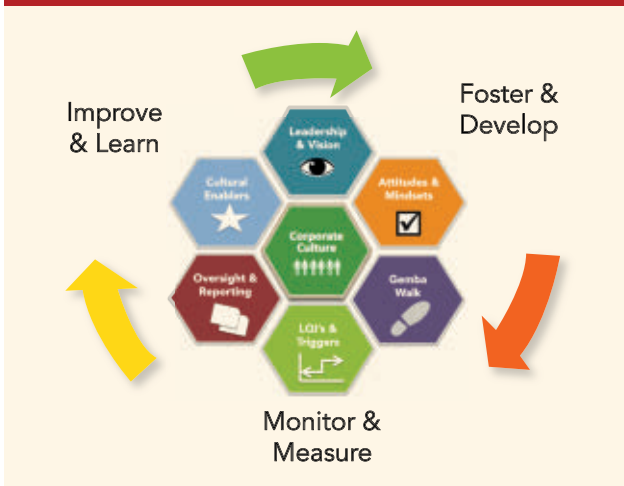 Improve
& Learn
Foster &
Develop
Leadership
& Vision
Cultural
Enablers
Attitudes &
Mindsets
Corporate
Culture
Oversight &
Reporting
Gemba
Walk
LQI's &
Triggers
Monitor &
Measure